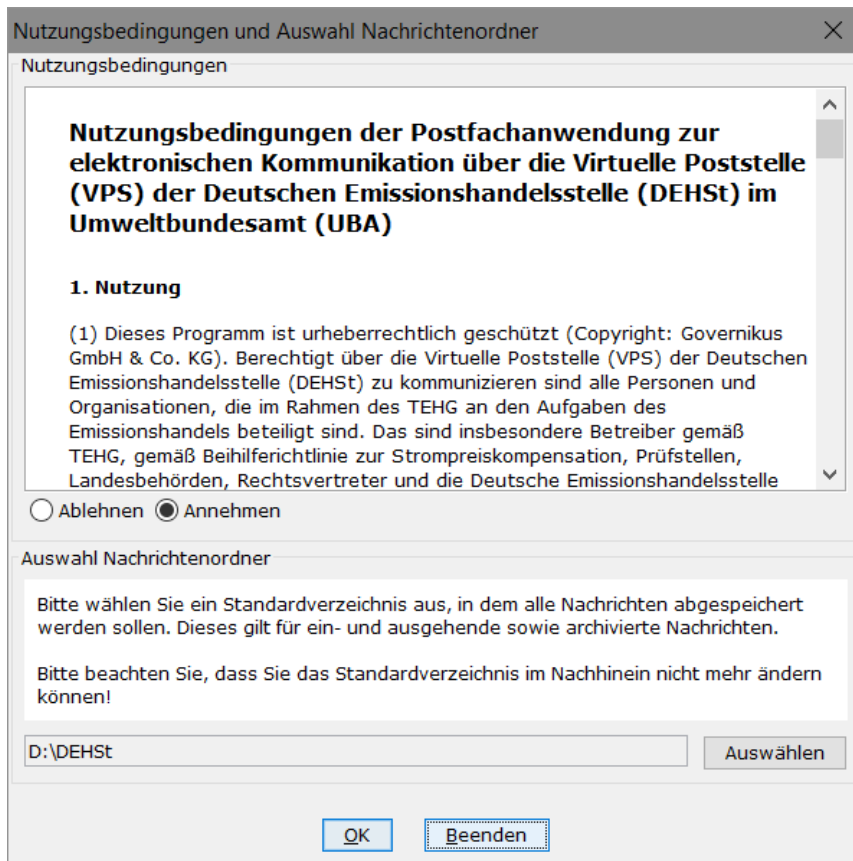 Nutzungsbedingungen und Auswahl Nachrichtenordner
Nutzungsbedingungen
Nutzungsbedingungen der Postfachanwendung zur
elektronischen Kommunikation über die Virtuelle Poststelle
(VPS) der Deutschen Emissionshandelsstelle (DEHSt) im
Umweltbundesamt (UBA)
1. Nutzung
(1) Dieses Programm ist urheberrechtlich geschützt (Copyright: Governikus
GmbH & Co. KG). Berechtigt über die Virtuelle Poststelle (VPS) der Deutschen
Emissionshandelsstelle (DEHSt) zu kommunizieren sind alle Personen und
Organisationen, die im Rahmen des TEHG an den Aufgaben des
Emissionshandels beteiligt sind. Das sind insbesondere Betreiber gemäß
TEHG, gemäß Beihilferichtlinie zur Strompreiskompensation, Prüfstellen,
Landesbehörden, Rechtsvertreter und die Deutsche Emissionshandelsstelle
Ablehnen Annehmen
Auswahl Nachrichtenordner
Bitte wählen Sie ein Standardverzeichnis aus, in dem alle Nachrichten abgespeichert
werden sollen. Dieses gilt für ein- und ausgehende sowie archivierte Nachrichten.
Bitte beachten Sie, dass Sie das Standardverzeichnis im Nachhinein nicht mehr ändern
können!
D:\DEHSt Auswählen
OK Beenden